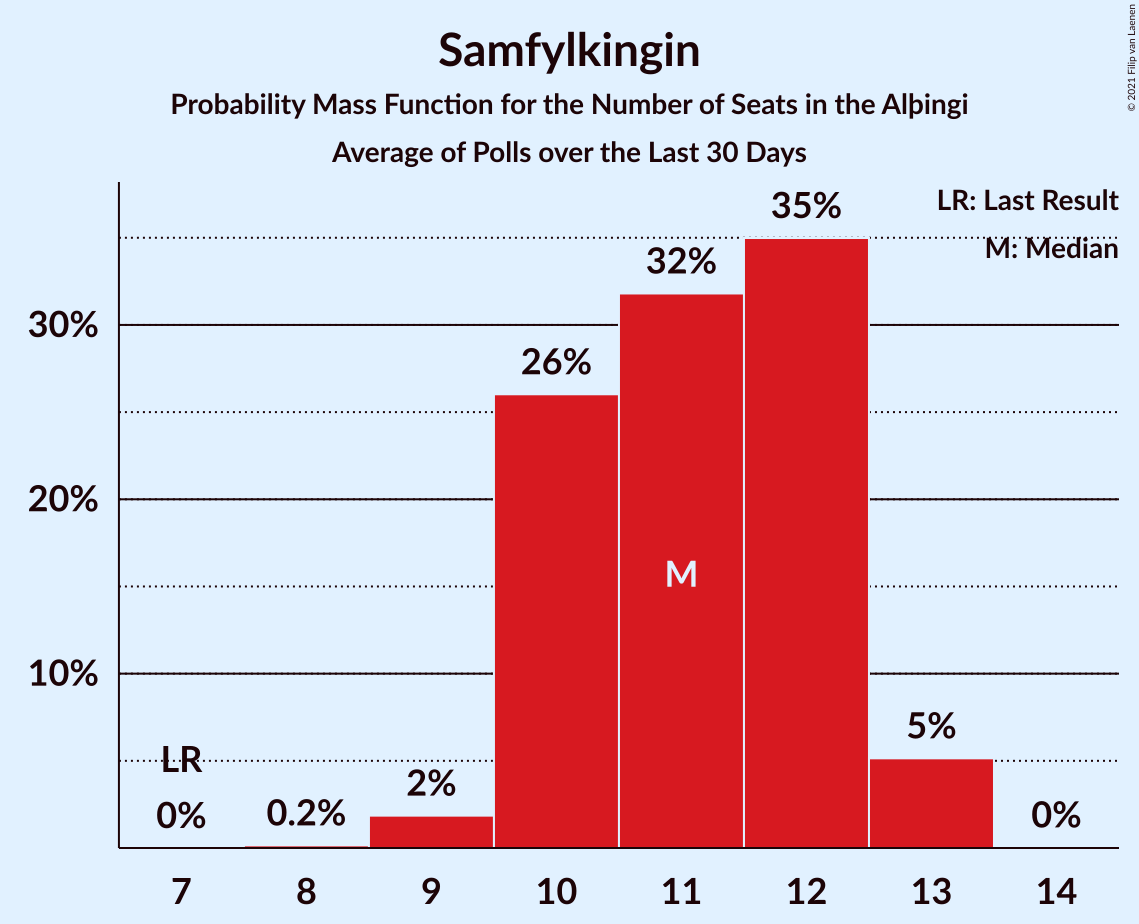 Samfylkingin
Probability Mass Function for the Number of Seats in the Alþingi
Average of Polls over the Last 30 Days
© 2021 Filip van Laenen
LR: Last Result
M: Median
35%
32%
30%
26%
20%
M
10%
LR
5%
2%
0%
0.2%
0%
7 8 9 10 11 12 13 14